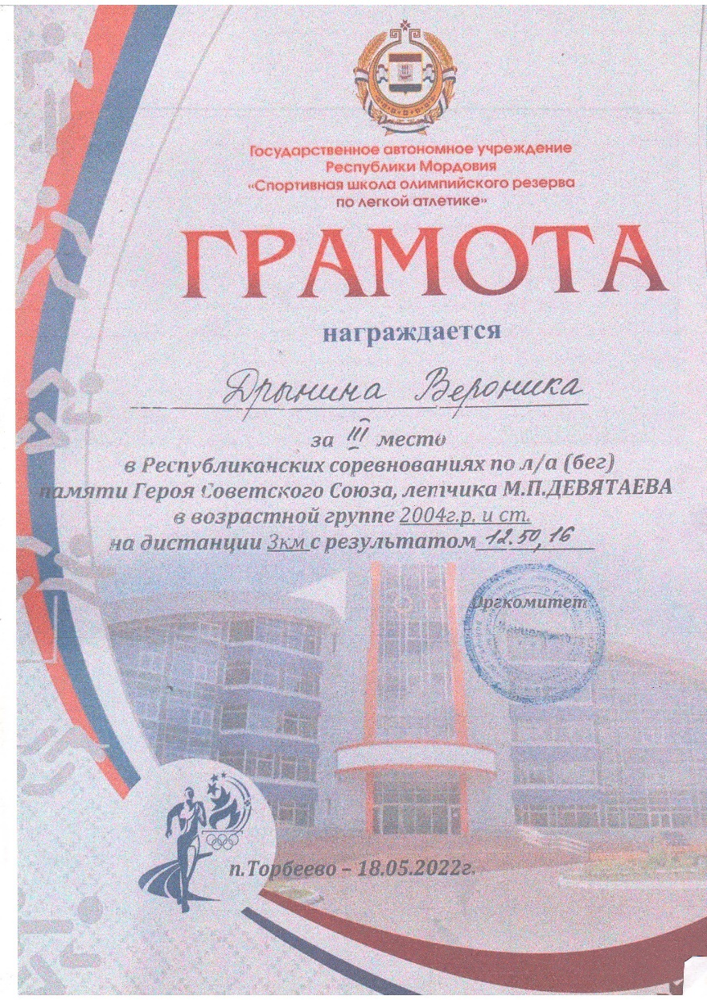 Государственное автономное учреждение
Республики Мордовия
«Спортивная школа олимпийского резерва
по легкой атлетике»
ГРАМОТА
награждается
Дрынина Вероника
за III место
в Республиканских соревнованиях по л/а (бег)
памяти Героя Советского Союза, летчика М.П.ДЕВЯТАЕВА
в возрастной группе 2004г.р. и ст.
на дистанции 3км с результатом 12.50,16
Оргкомитет
п.Торбеево – 18.05.2022г.